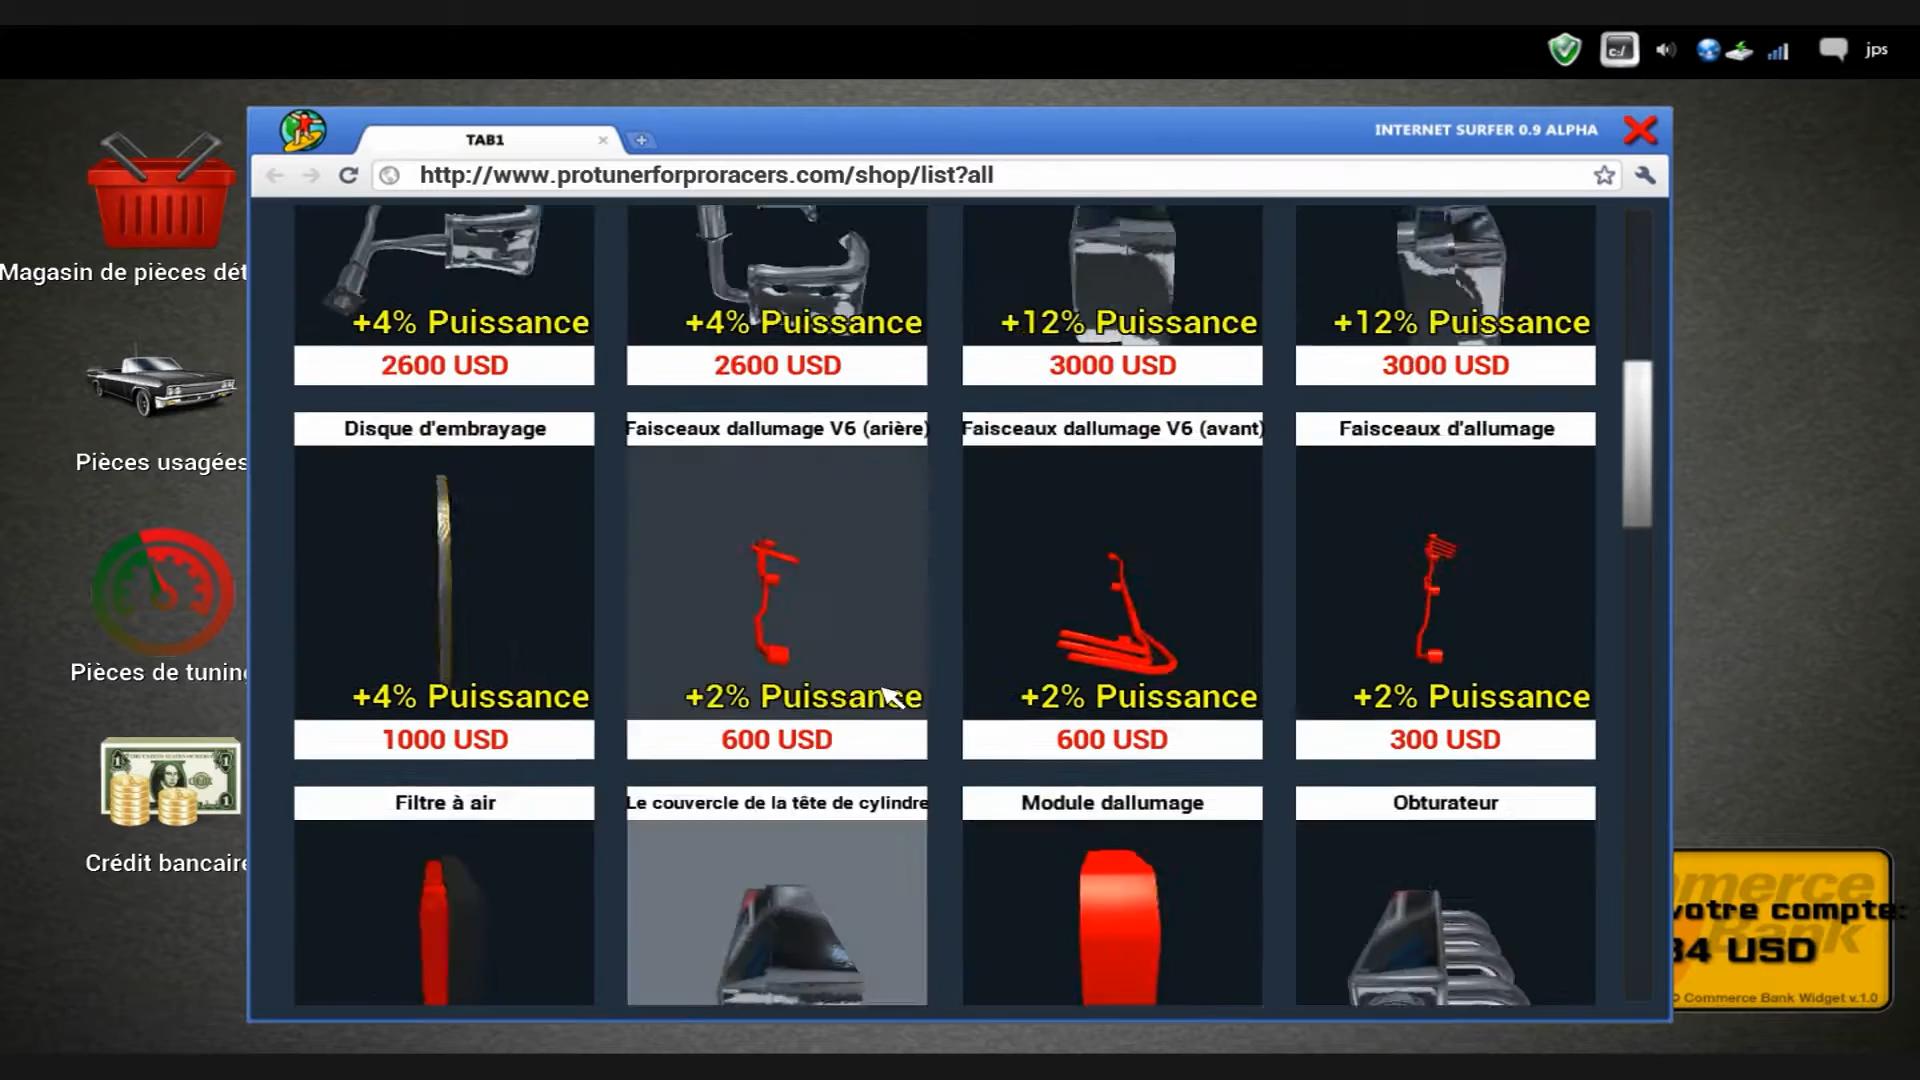 jps
TAB1
INTERNET SURFER 0.9 ALPHA
http://www.protunerforproracers.com/shop/list?all
Magasin de pièces dét
Pièces usagées
Pièces de tuning
Crédit bancaire
+4% Puissance
+4% Puissance
+12% Puissance
+12% Puissance
2600 USD
2600 USD
3000 USD
3000 USD
Disque d'embrayage
Faisceaux dallumage V6 (arière)
Faisceaux dallumage V6 (avant)
Faisceaux d'allumage
+4% Puissance
+2% Puissance
+2% Puissance
+2% Puissance
1000 USD
600 USD
600 USD
300 USD
Filtre à air
Le couvercle de la tête de cylindre
Module dallumage
Obturateur
mmerce
Bank
votre compte:
34 USD
© Commerce Bank Widget v.1.0